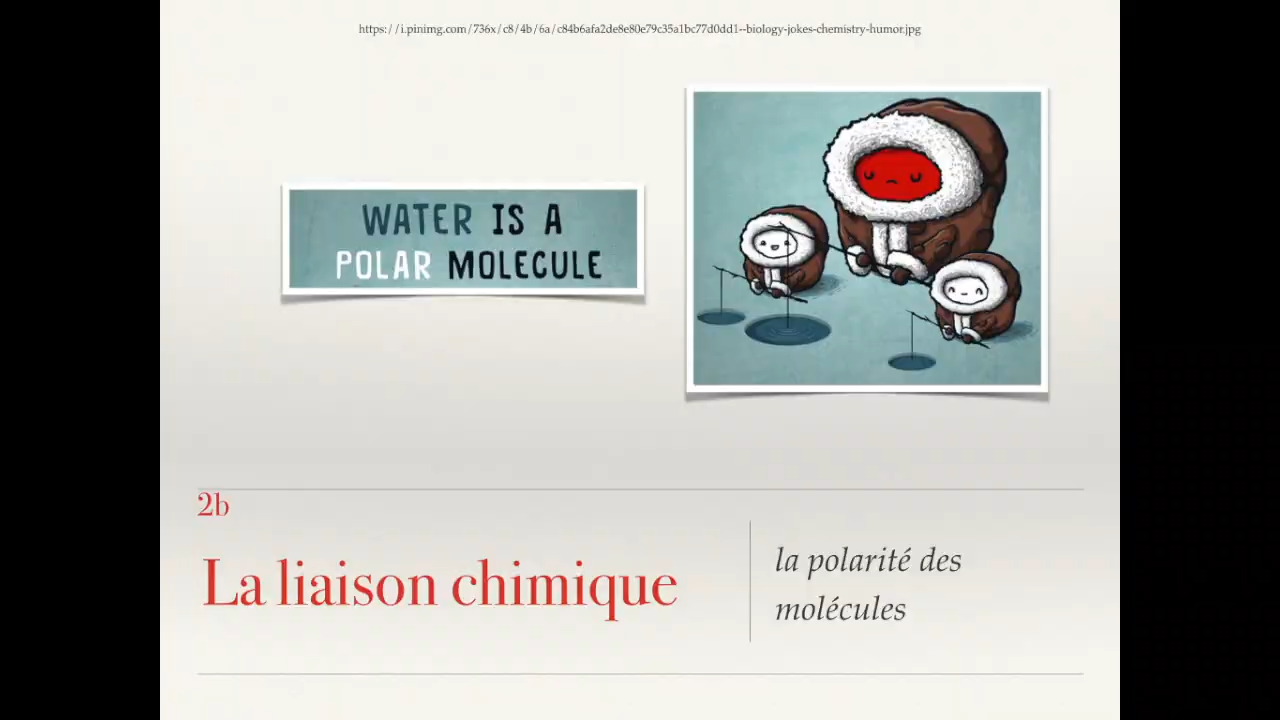 https://i.pinimg.com/736x/c8/4b/6a/c84b6afa2de8e80e79c35a1bc77d0dd1--biology-jokes-chemistry-humor.jpg
WATER IS A
POLAR MOLECULE
2b
La liaison chimique
la polarité des
molécules